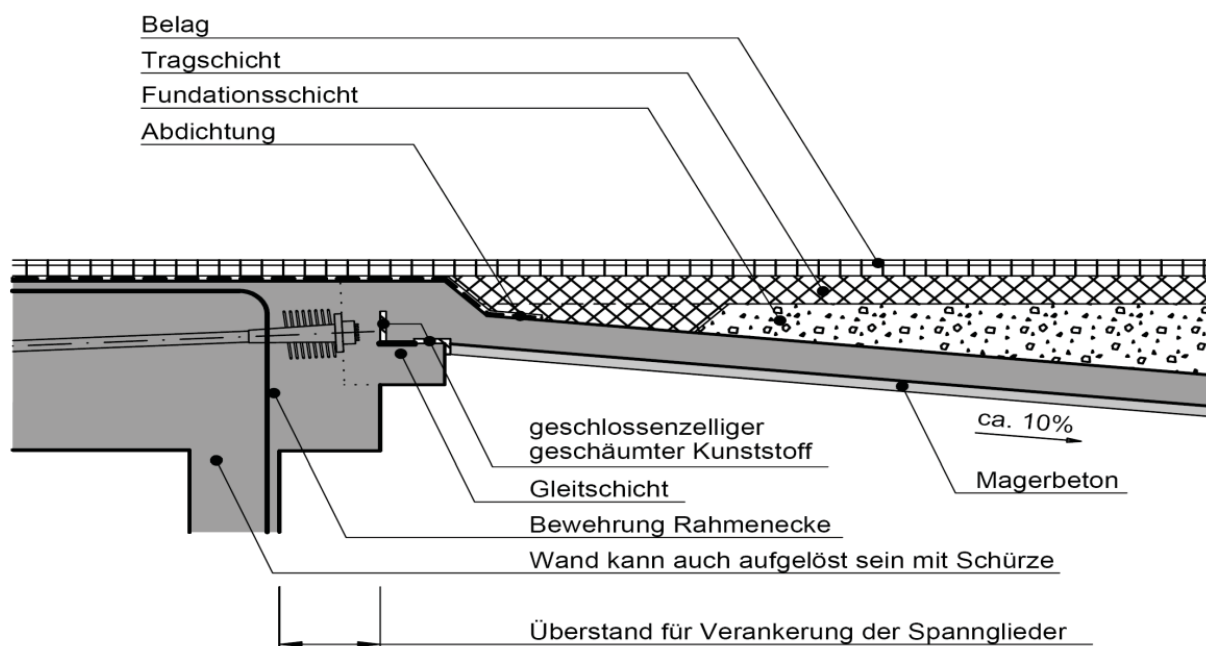 Belag
Tragschicht
Fundationsschicht
Abdichtung
ca. 10%
geschlossenzelliger
geschäumter Kunststoff
Magerbeton
Gleitschicht
Bewehrung Rahmenecke
Wand kann auch aufgelöst sein mit Schürze
Überstand für Verankerung der Spannglieder